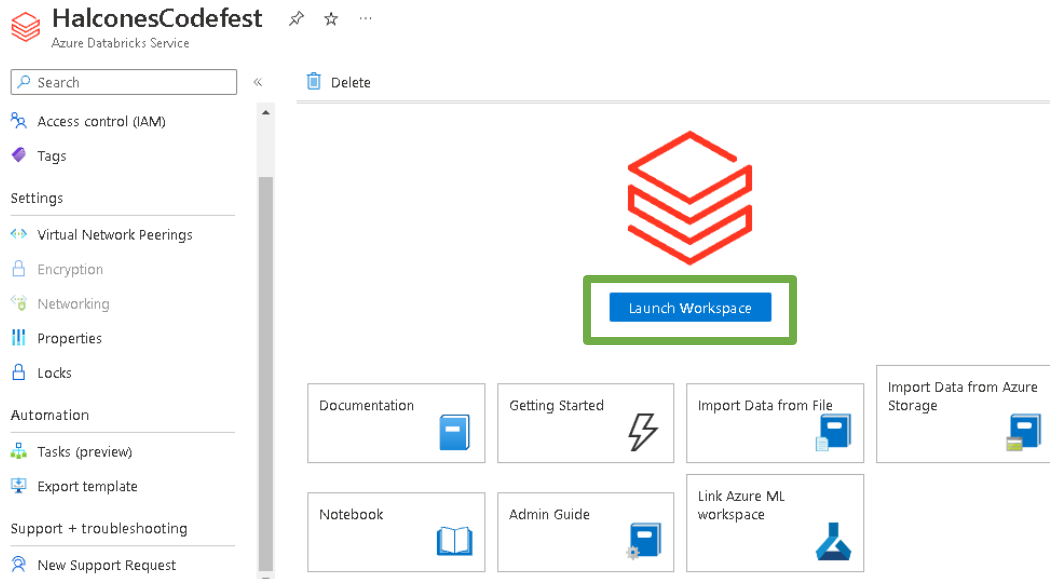 HalconesCodefest
Azure Databricks Service
Search
Delete
Access control (IAM)
Tags
Settings
Virtual Network Peerings
Encryption
Networking
Properties
Locks
Automation
Tasks (preview)
Export template
Support + troubleshooting
New Support Request
Launch Workspace
Documentation
Getting Started
Import Data from File
Import Data from Azure
Storage
Notebook
Admin Guide
Link Azure ML
workspace